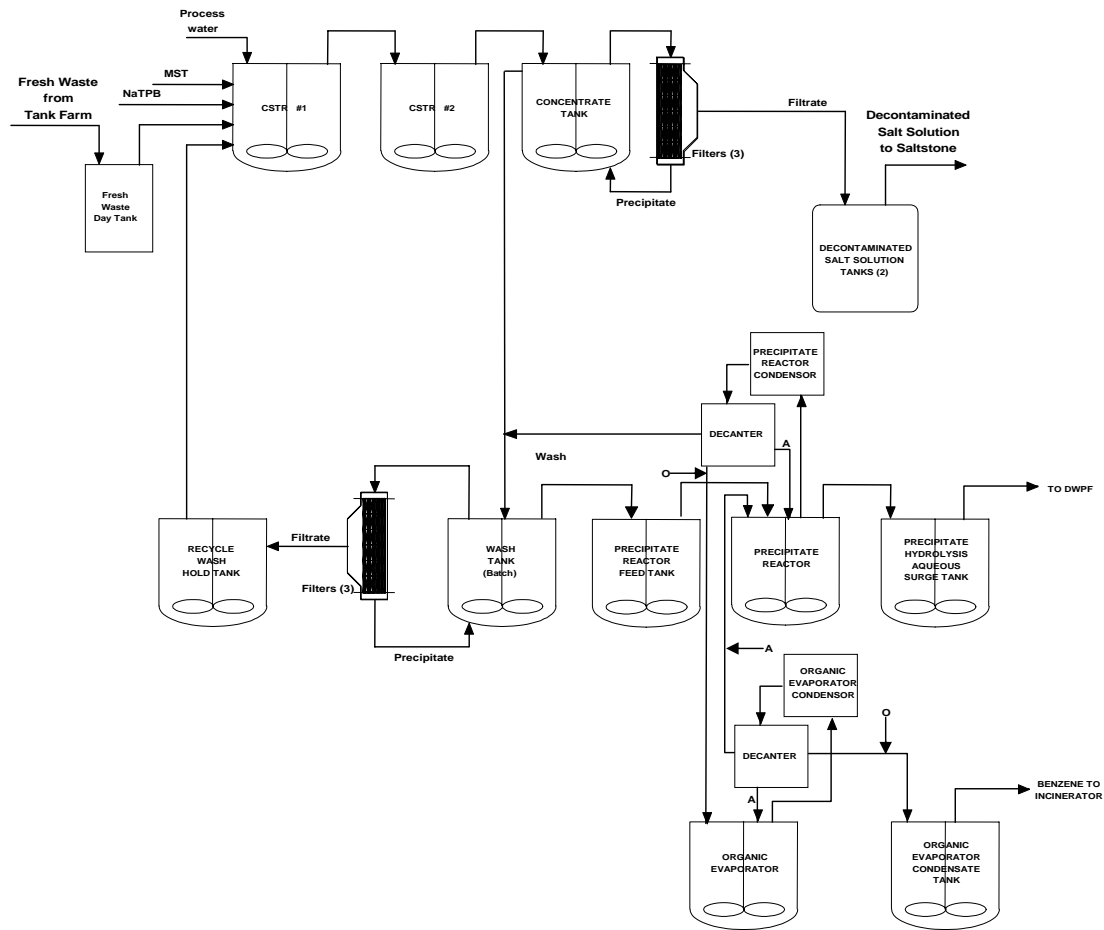 Process
water
MST
NaTPB
Fresh Waste
from
Tank Farm
Fresh
Waste
Day Tank
CSTR #1
CSTR #2
CONCENTRATE
TANK
Filters (3)
Precipitate
Filtrate
Decontaminated
Salt Solution
to Saltstone
DECONTAMINATED
SALT SOLUTION
TANKS (2)
PRECIPITATE
REACTOR
CONDENSOR
DECANTER
A
Wash
O
TO DWPF
RECYCLE
WASH
HOLD TANK
Filtrate
Filters (3)
Precipitate
WASH
TANK
(Batch)
PRECIPITATE
REACTOR
FEED TANK
PRECIPITATE
REACTOR
PRECIPITATE
HYDROLYSIS
AQUEOUS
SURGE TANK
A
ORGANIC
EVAPORATOR
CONDENSOR
O
DECANTER
A
BENZENE TO
INCINERATOR
ORGANIC
EVAPORATOR
ORGANIC
EVAPORATOR
CONDENSATE
TANK